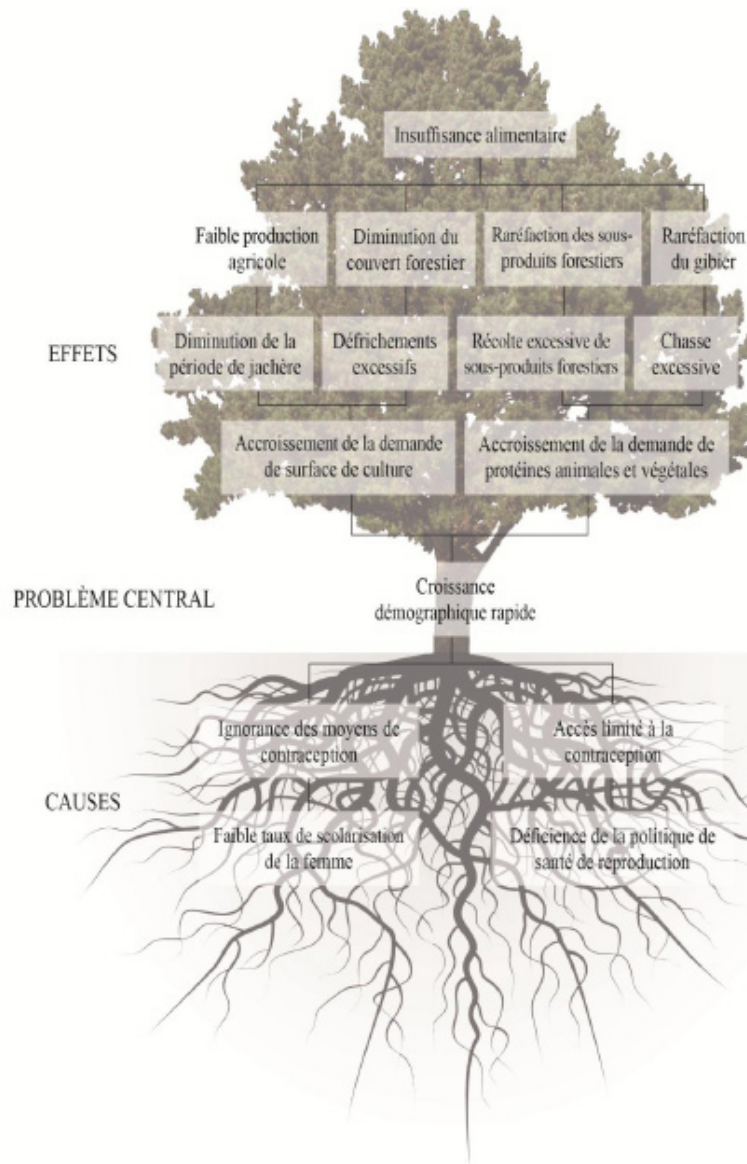 Insuffisance alimentaire
Faible production
agricole
Diminution du
couvert forestier
Raréfaction des sous-
produits forestiers
Raréfaction
du gibier
EFFETS
Diminution de la
période de jachère
Défrichements
excessifs
Récolte excessive de
sous-produits forestiers
Chasse
excessive
Accroissement de la demande
de surface de culture
Accroissement de la demande de
protéines animales et végétales
PROBLÈME CENTRAL
Croissance
démographique rapide
Ignorance des moyens de
contraception
Accès limité à la
contraception
CAUSES
Faible taux de scolarisation
de la femme
Déficience de la politique de
santé de reproduction